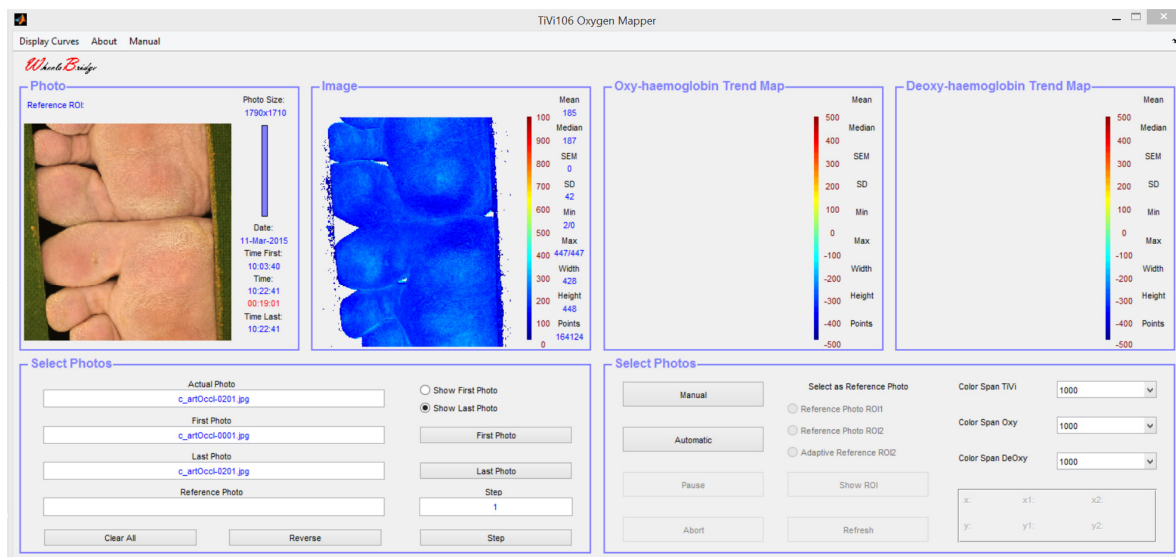 TiVi106 Oxygen Mapper
Display Curves About Manual
WheelsBridge
Photo
Reference ROI:
Photo Size:
1790x1710
Date:
11-Mar-2015
Time First:
10:03:40
Time:
10:22:41
00:19:01
Time Last:
10:22:41
Image
100
900
800
700
600
500
400
300
200
100
0
Mean
185
Median
187
SEM
0
SD
42
Min
2/0
Max
447/447
Width
428
Height
448
Points
164124
Oxy-haemoglobin Trend Map
500
400
300
200
100
0
-100
-200
-300
-400
-500
Mean
Median
SEM
SD
Min
Max
Width
Height
Points
Deoxy-haemoglobin Trend Map
500
400
300
200
100
0
-100
-200
-300
-400
-500
Mean
Median
SEM
SD
Min
Max
Width
Height
Points
Select Photos
Actual Photo
c_artOccl-0201.jpg
First Photo
c_artOccl-0001.jpg
Last Photo
c_artOccl-0201.jpg
Reference Photo
Clear All
Reverse
Show First Photo
Show Last Photo
First Photo
Last Photo
Step
1
Step
Select Photos
Manual
Automatic
Pause
Abort
Select as Reference Photo
Reference Photo ROI1
Reference Photo ROI2
Adaptive Reference ROI2
Show ROI
Refresh
Color Span TiVi
1000
Color Span Oxy
1000
Color Span DeOxy
1000
x: x1: x2:
y: y1: y2: